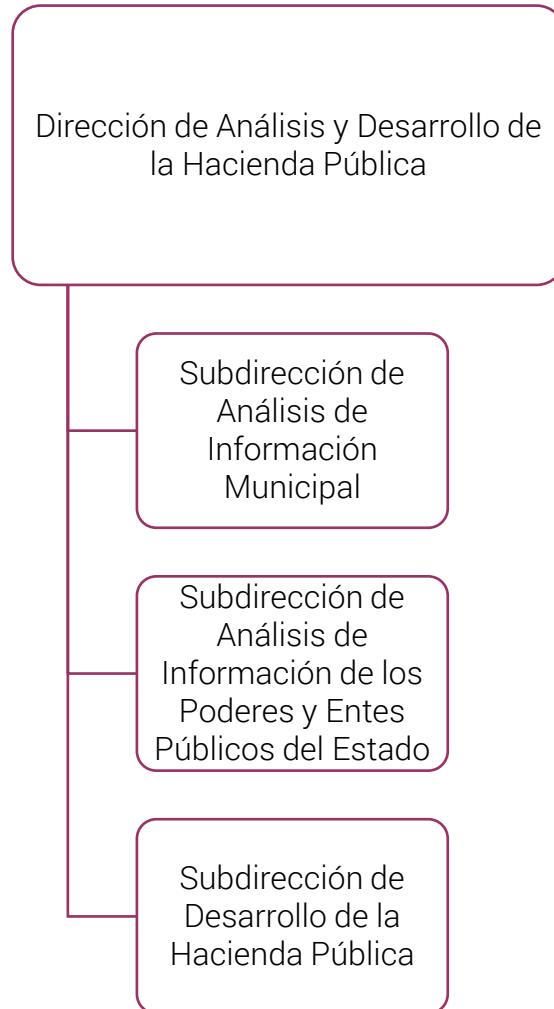 Dirección de Análisis y Desarrollo de
la Hacienda Pública
Subdirección de
Análisis de
Información
Municipal
Subdirección de
Análisis de
Información de los
Poderes y Entes
Públicos del Estado
Subdirección de
Desarrollo de la
Hacienda Pública